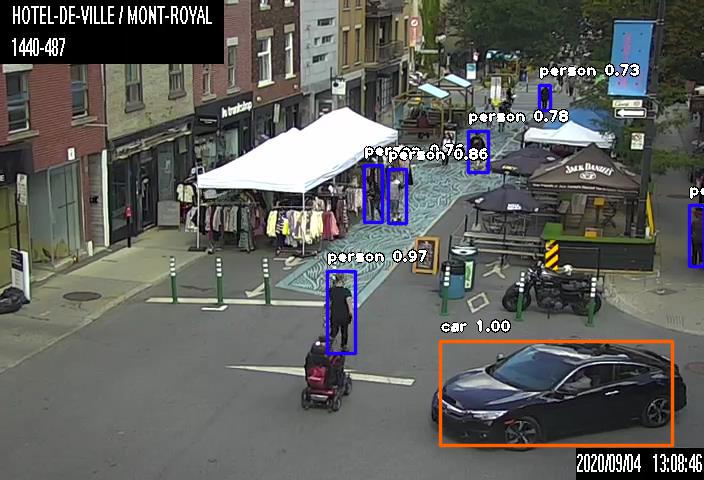 HOTEL-DE-VILLE / MONT-ROYAL
1440-487
person 0.73
person 0.78
person 0.86
person 0.97
car 1.00
JACK DANIEL'S
2020/09/04 13:08:46